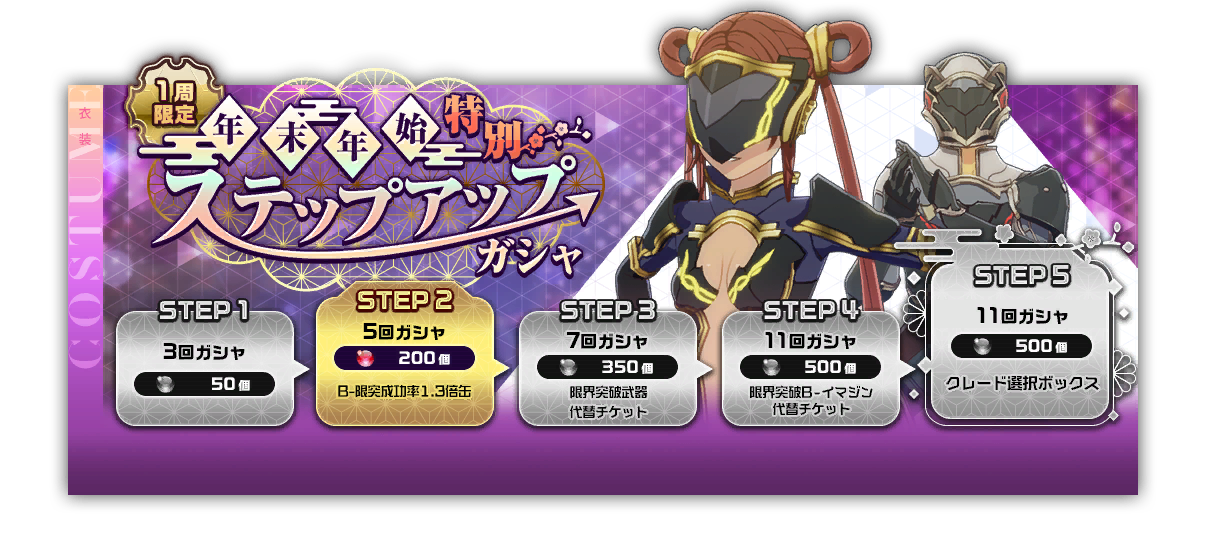 1周
限定
年末年始特別
ステップアップ
ガシャ
衣装
COSTUME
STEP 1
3回ガシャ
50個
STEP 2
5回ガシャ
200個
B-限突成功率1.3倍缶
STEP 3
7回ガシャ
350個
限界突破武器
代替チケット
STEP 4
11回ガシャ
500個
限界突破B-イマジン
代替チケット
STEP 5
11回ガシャ
500個
クレード選択ボックス